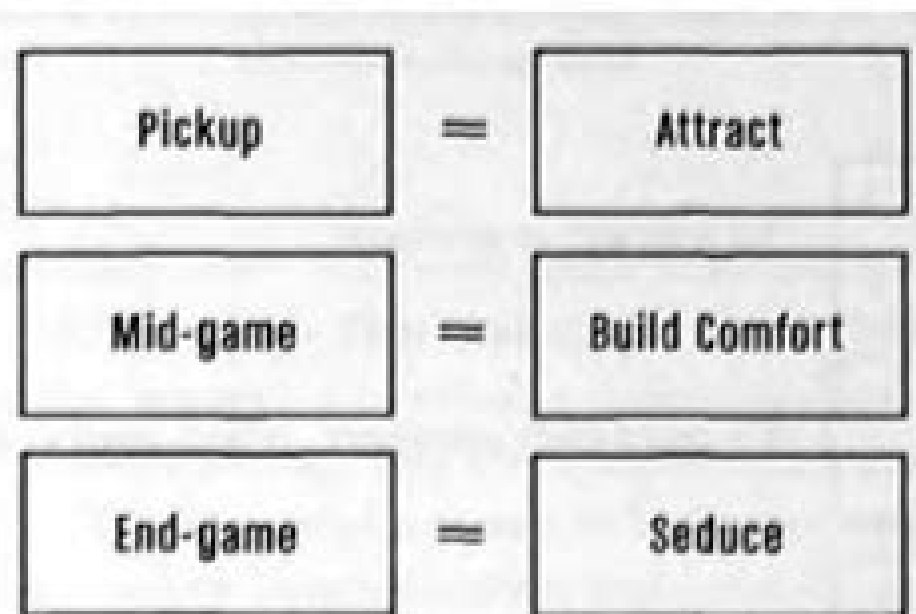 Pickup = Attract
Mid-game = Build Comfort
End-game = Seduce